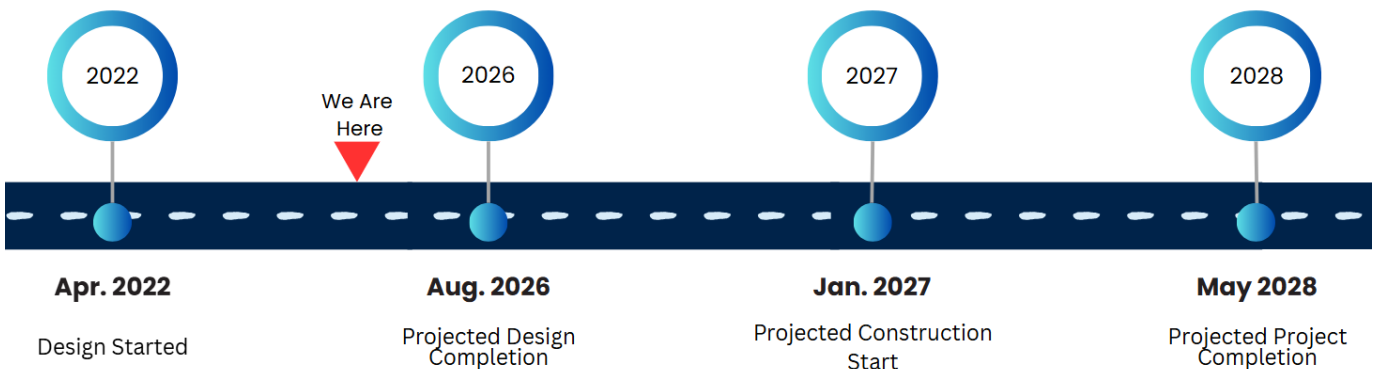 2022
We Are
Here
2026
2027
2028
Apr. 2022
Design Started
Aug. 2026
Projected Design
Completion
Jan. 2027
Projected Construction
Start
May 2028
Projected Project
Completion